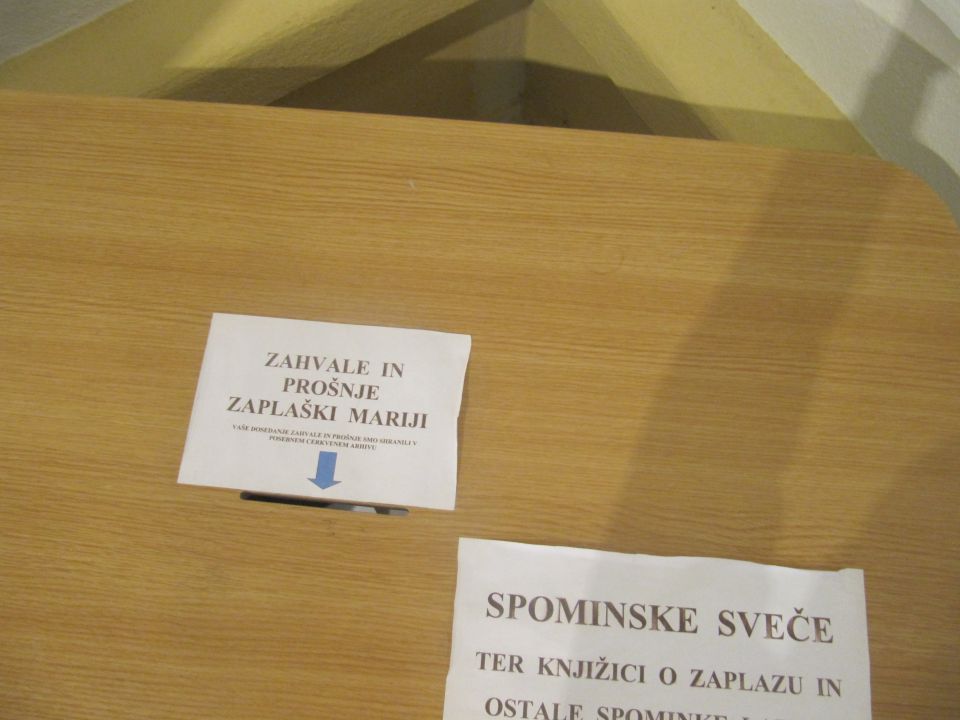 ZAHVALE IN
PROŠNJE
ZAPLAŠKI MARIJI
VAŠE DOSEDANJE ZAHVALE IN PROŠNJE SMO SHRANILI V
POSEBNEM CERKVENEM ARHIVU
SPOMINSKE SVEČE
TER KNJIŽICI O ZAPLAZU IN
OSTALE SPOMINKE